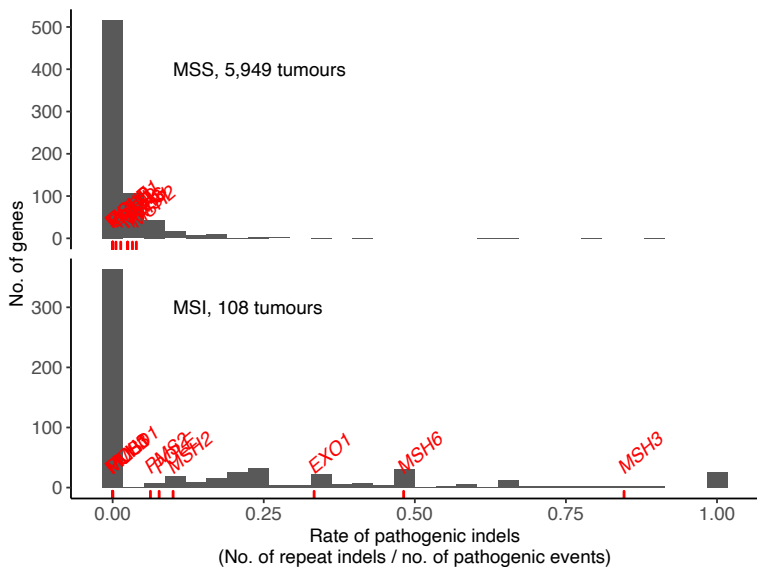 500
400
300
200
100
0
MSS, 5,949 tumours
No. of genes
300
200
100
0
MSI, 108 tumours
PMS2
MSH2
EXO1
MSH6
MSH3
0.00 0.25 0.50 0.75 1.00
Rate of pathogenic indels
(No. of repeat indels / no. of pathogenic events)